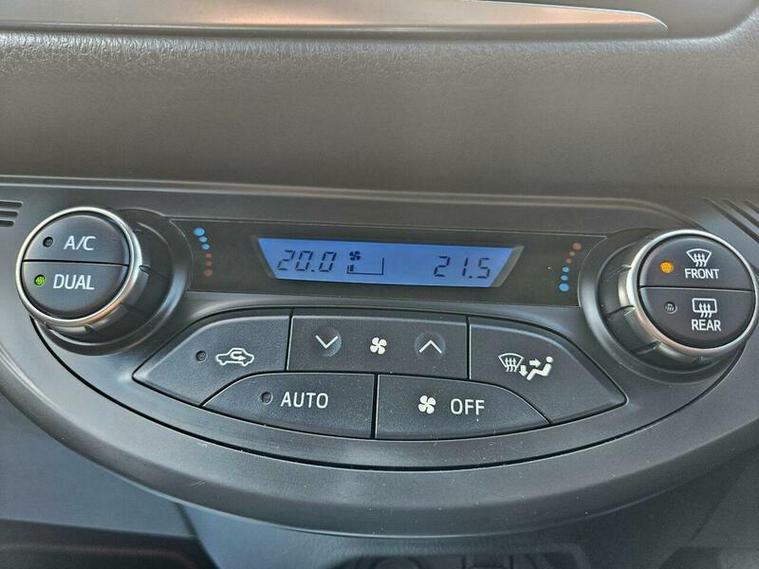 A/C
DUAL
20.0 21.5
FRONT
REAR
AUTO
OFF